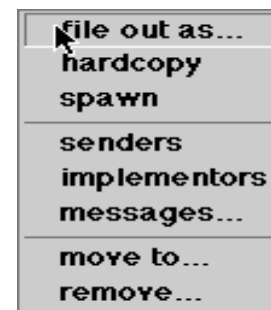 file out as...
hardcopy
spawn
senders
implementors
messages...
move to...
remove...